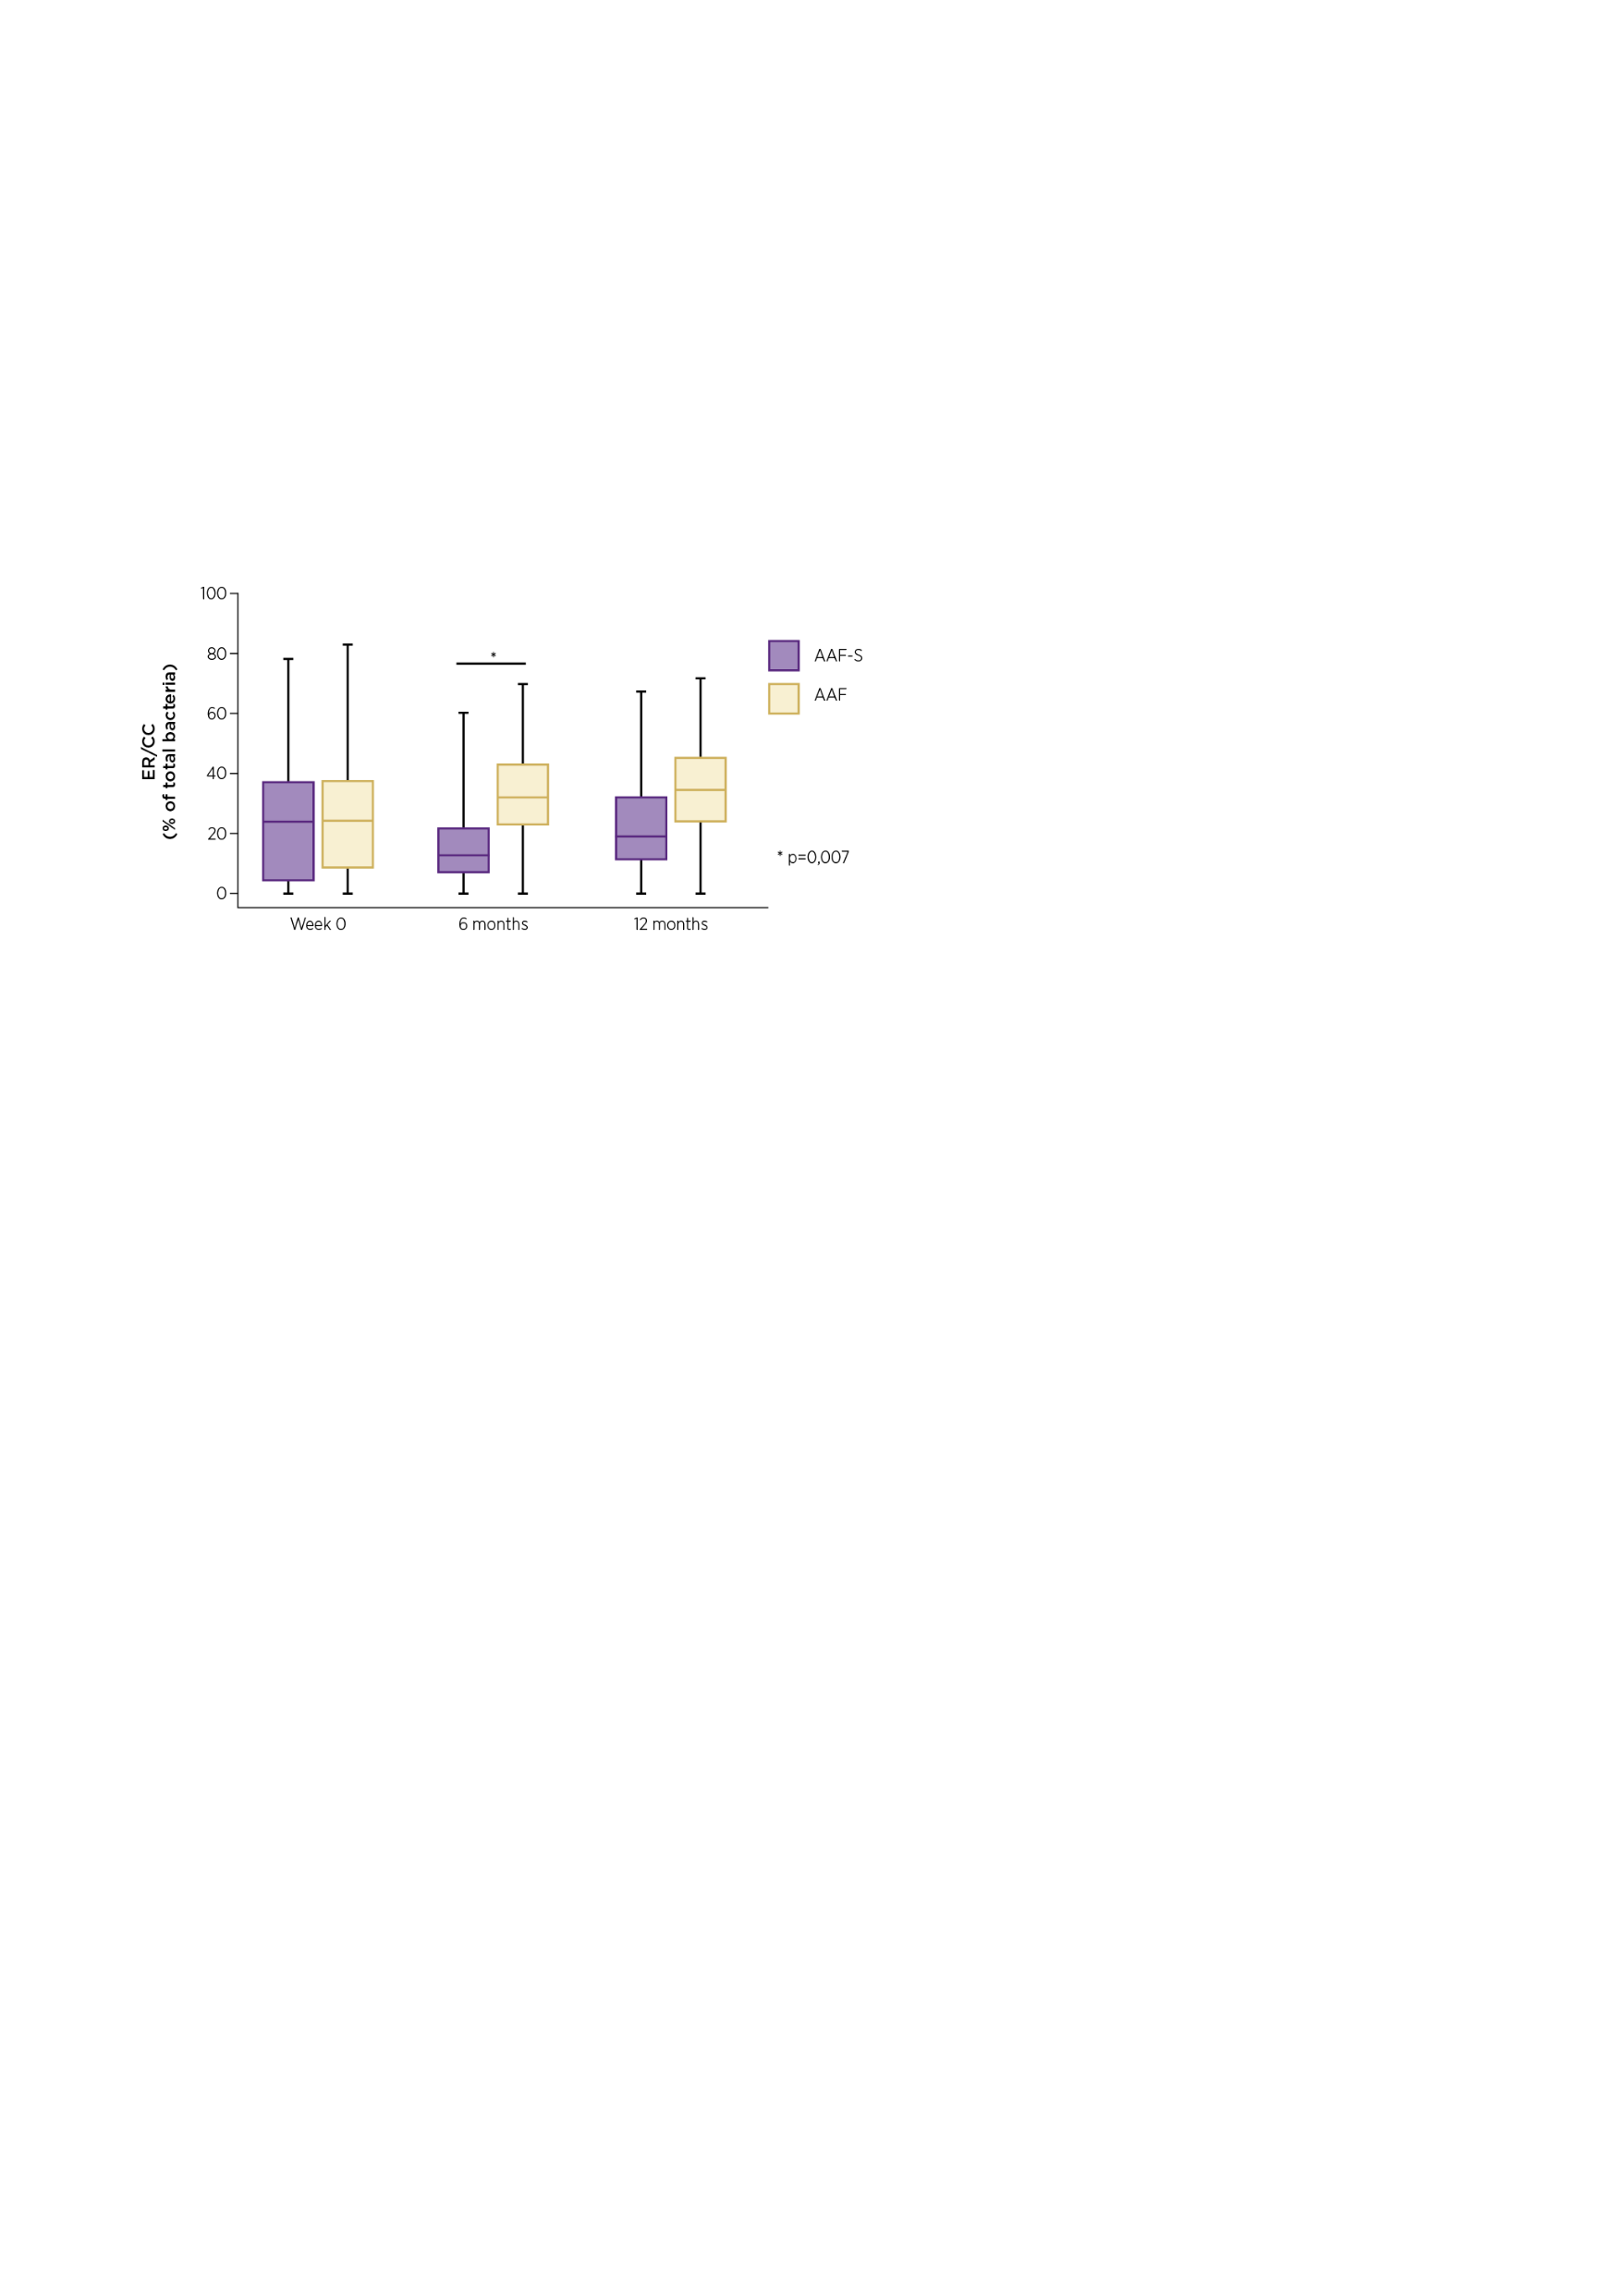 100
80
60
40
20
0
ER/CC
(% of total bacteria)
*
Week 0
6 months
12 months
AAF-S
AAF
* p=0,007